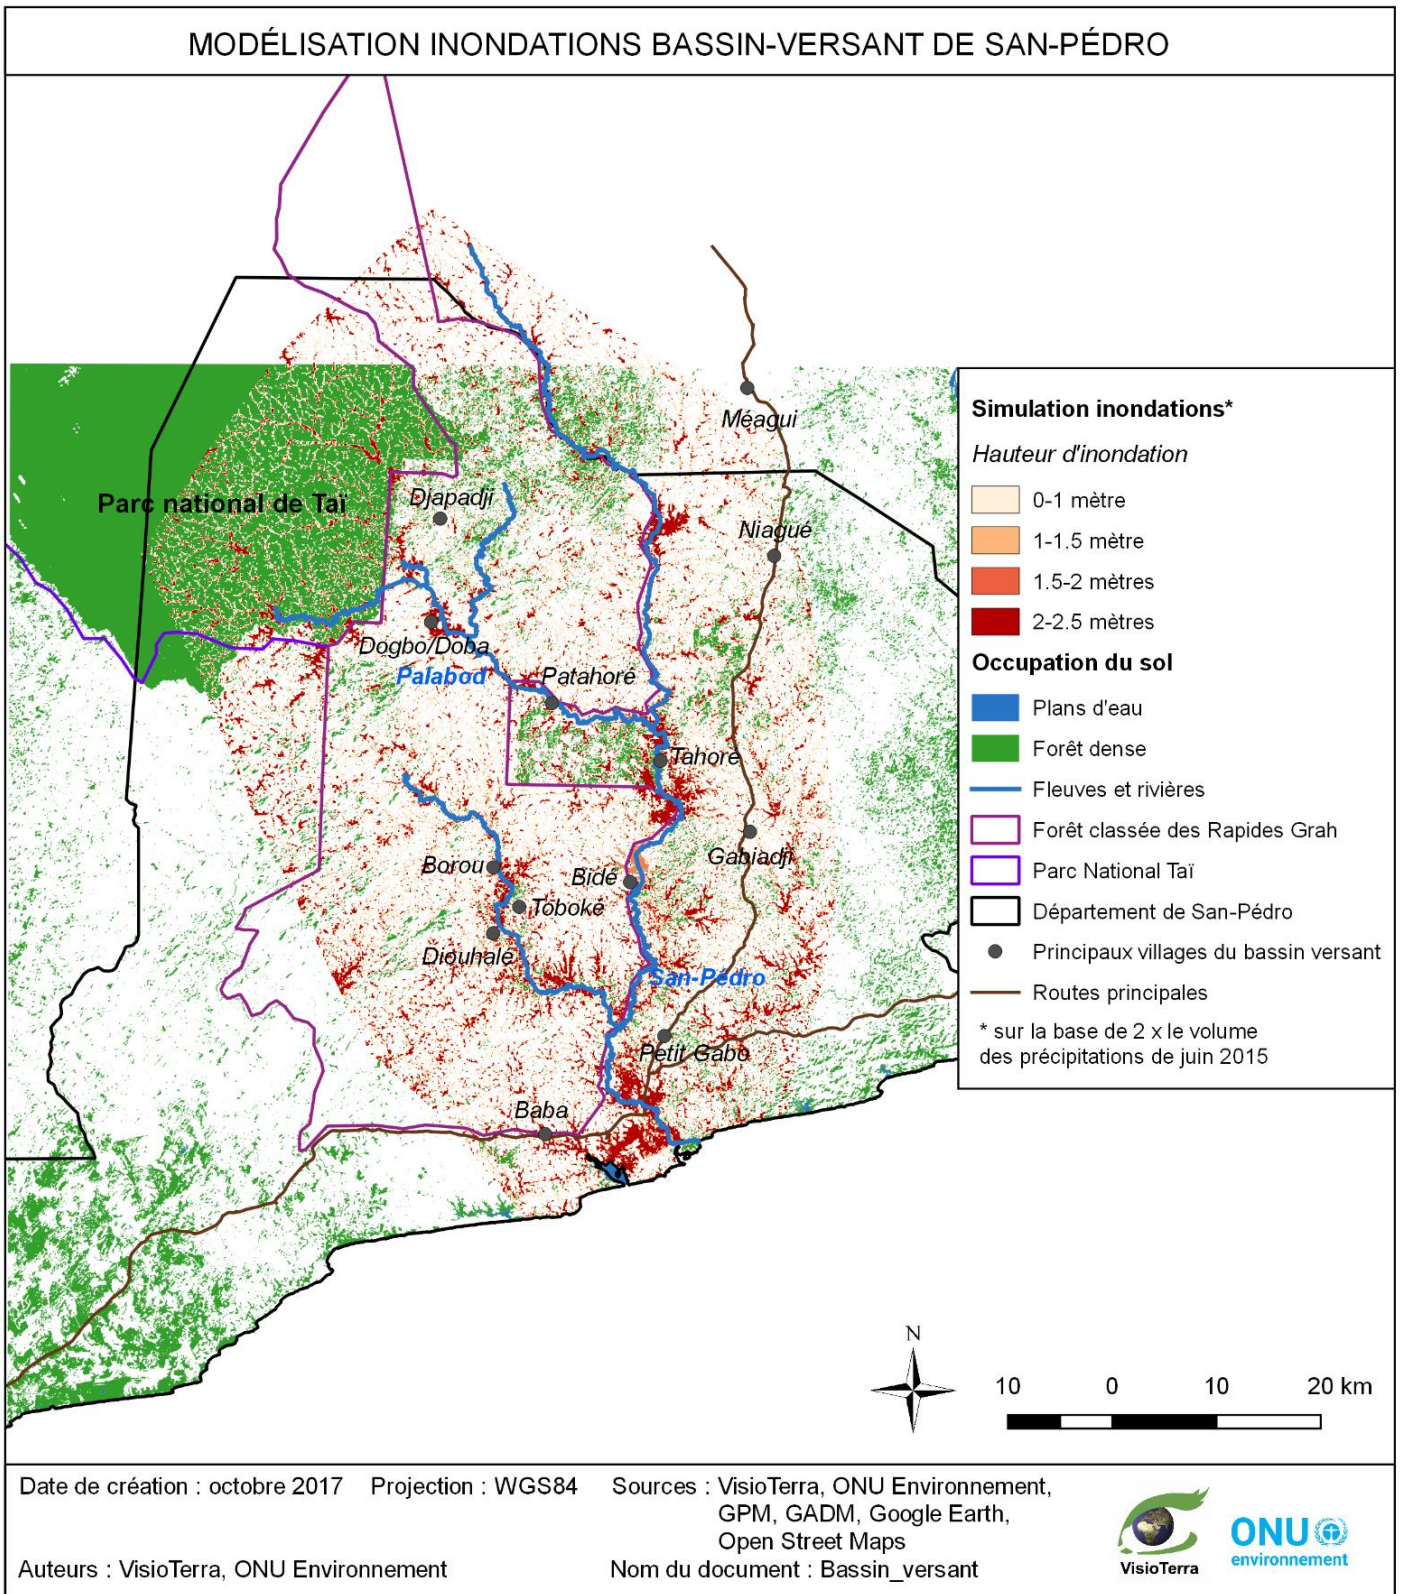 MODÉLISATION INONDATIONS BASSIN-VERSANT DE SAN-PÉDRO
Méagui
Parc national de Taï
Djapadji
Niagué
Dogbo/Doba
Palabod
Patahoré
Tahoré
Borou
Bidé
Gabiadji
Toboké
Diouhalé
San-Pédro
Petit Gabo
Baba
Simulation inondations*
Hauteur d'inondation
0-1 mètre
1-1.5 mètre
1.5-2 mètres
2-2.5 mètres
Occupation du sol
Plans d'eau
Forêt dense
Fleuves et rivières
Forêt classée des Rapides Grah
Parc National Taï
Département de San-Pédro
Principaux villages du bassin versant
Routes principales
* sur la base de 2 x le volume
des précipitations de juin 2015
N
10 0 10 20 km
Date de création : octobre 2017 Projection : WGS84 Sources : VisioTerra, ONU Environnement,
GPM, GADM, Google Earth,
Open Street Maps
Auteurs : VisioTerra, ONU Environnement Nom du document : Bassin_versant
VisioTerra
ONU
environnement